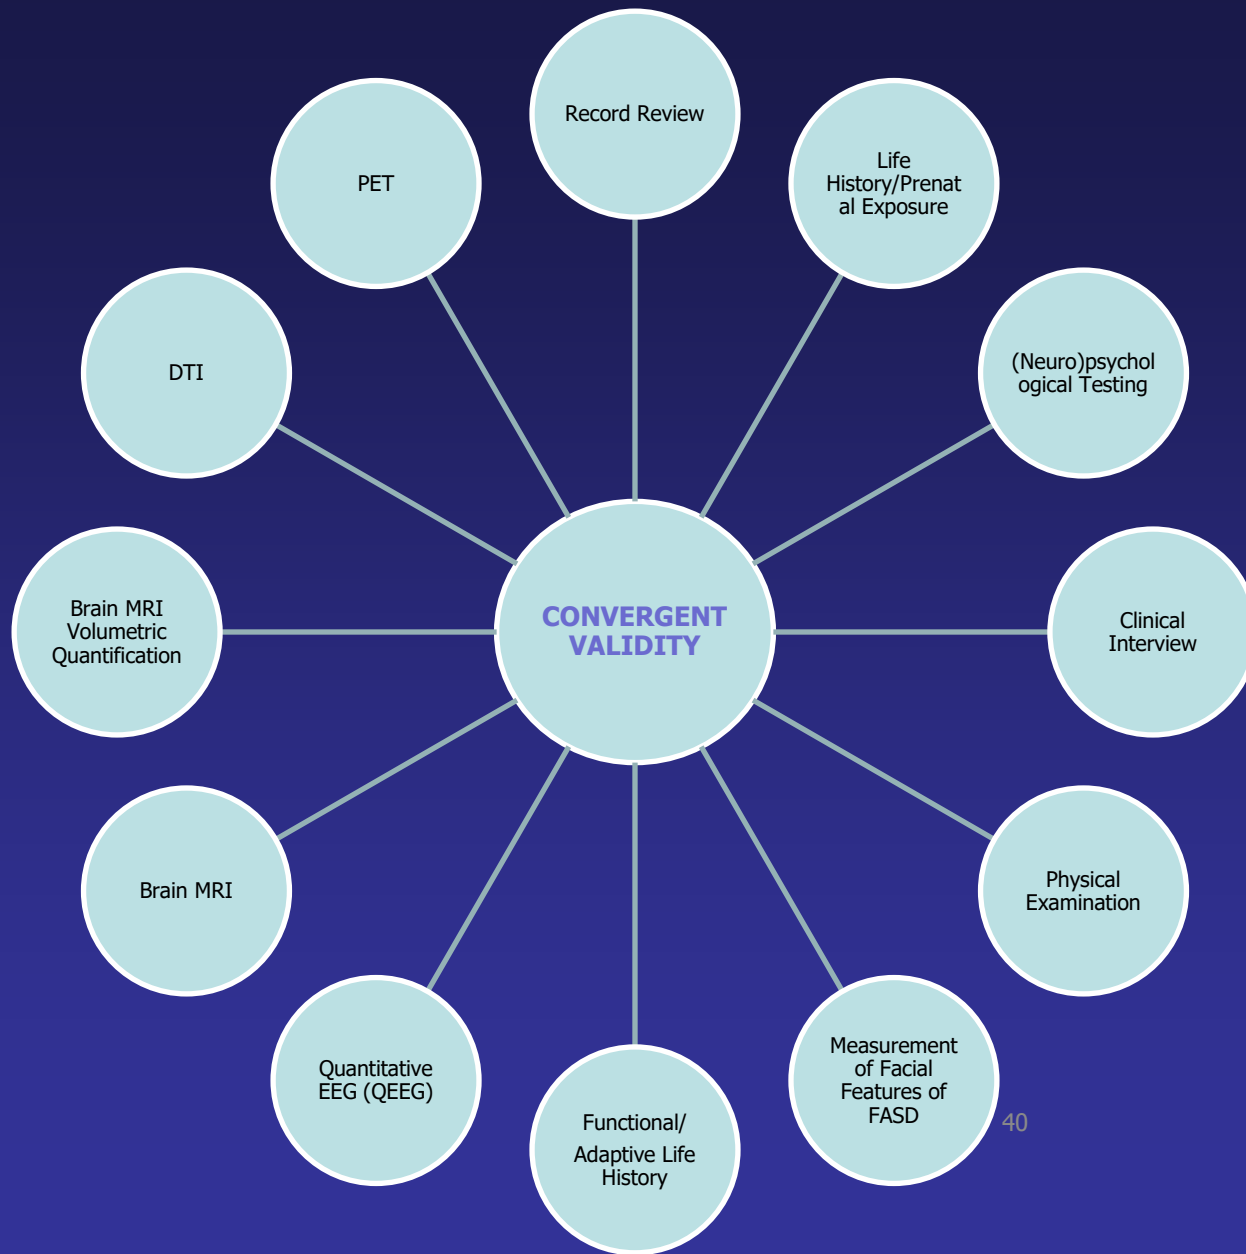 Record Review
Life
History/Prenat
al Exposure
(Neuro)psychol
ogical Testing
Clinical
Interview
Physical
Examination
Measurement
of Facial
Features of
FASD
Functional/
Adaptive Life
History
Quantitative
EEG (QEEG)
Brain MRI
Brain MRI
Volumetric
Quantification
DTI
PET
CONVERGENT
VALIDITY
40